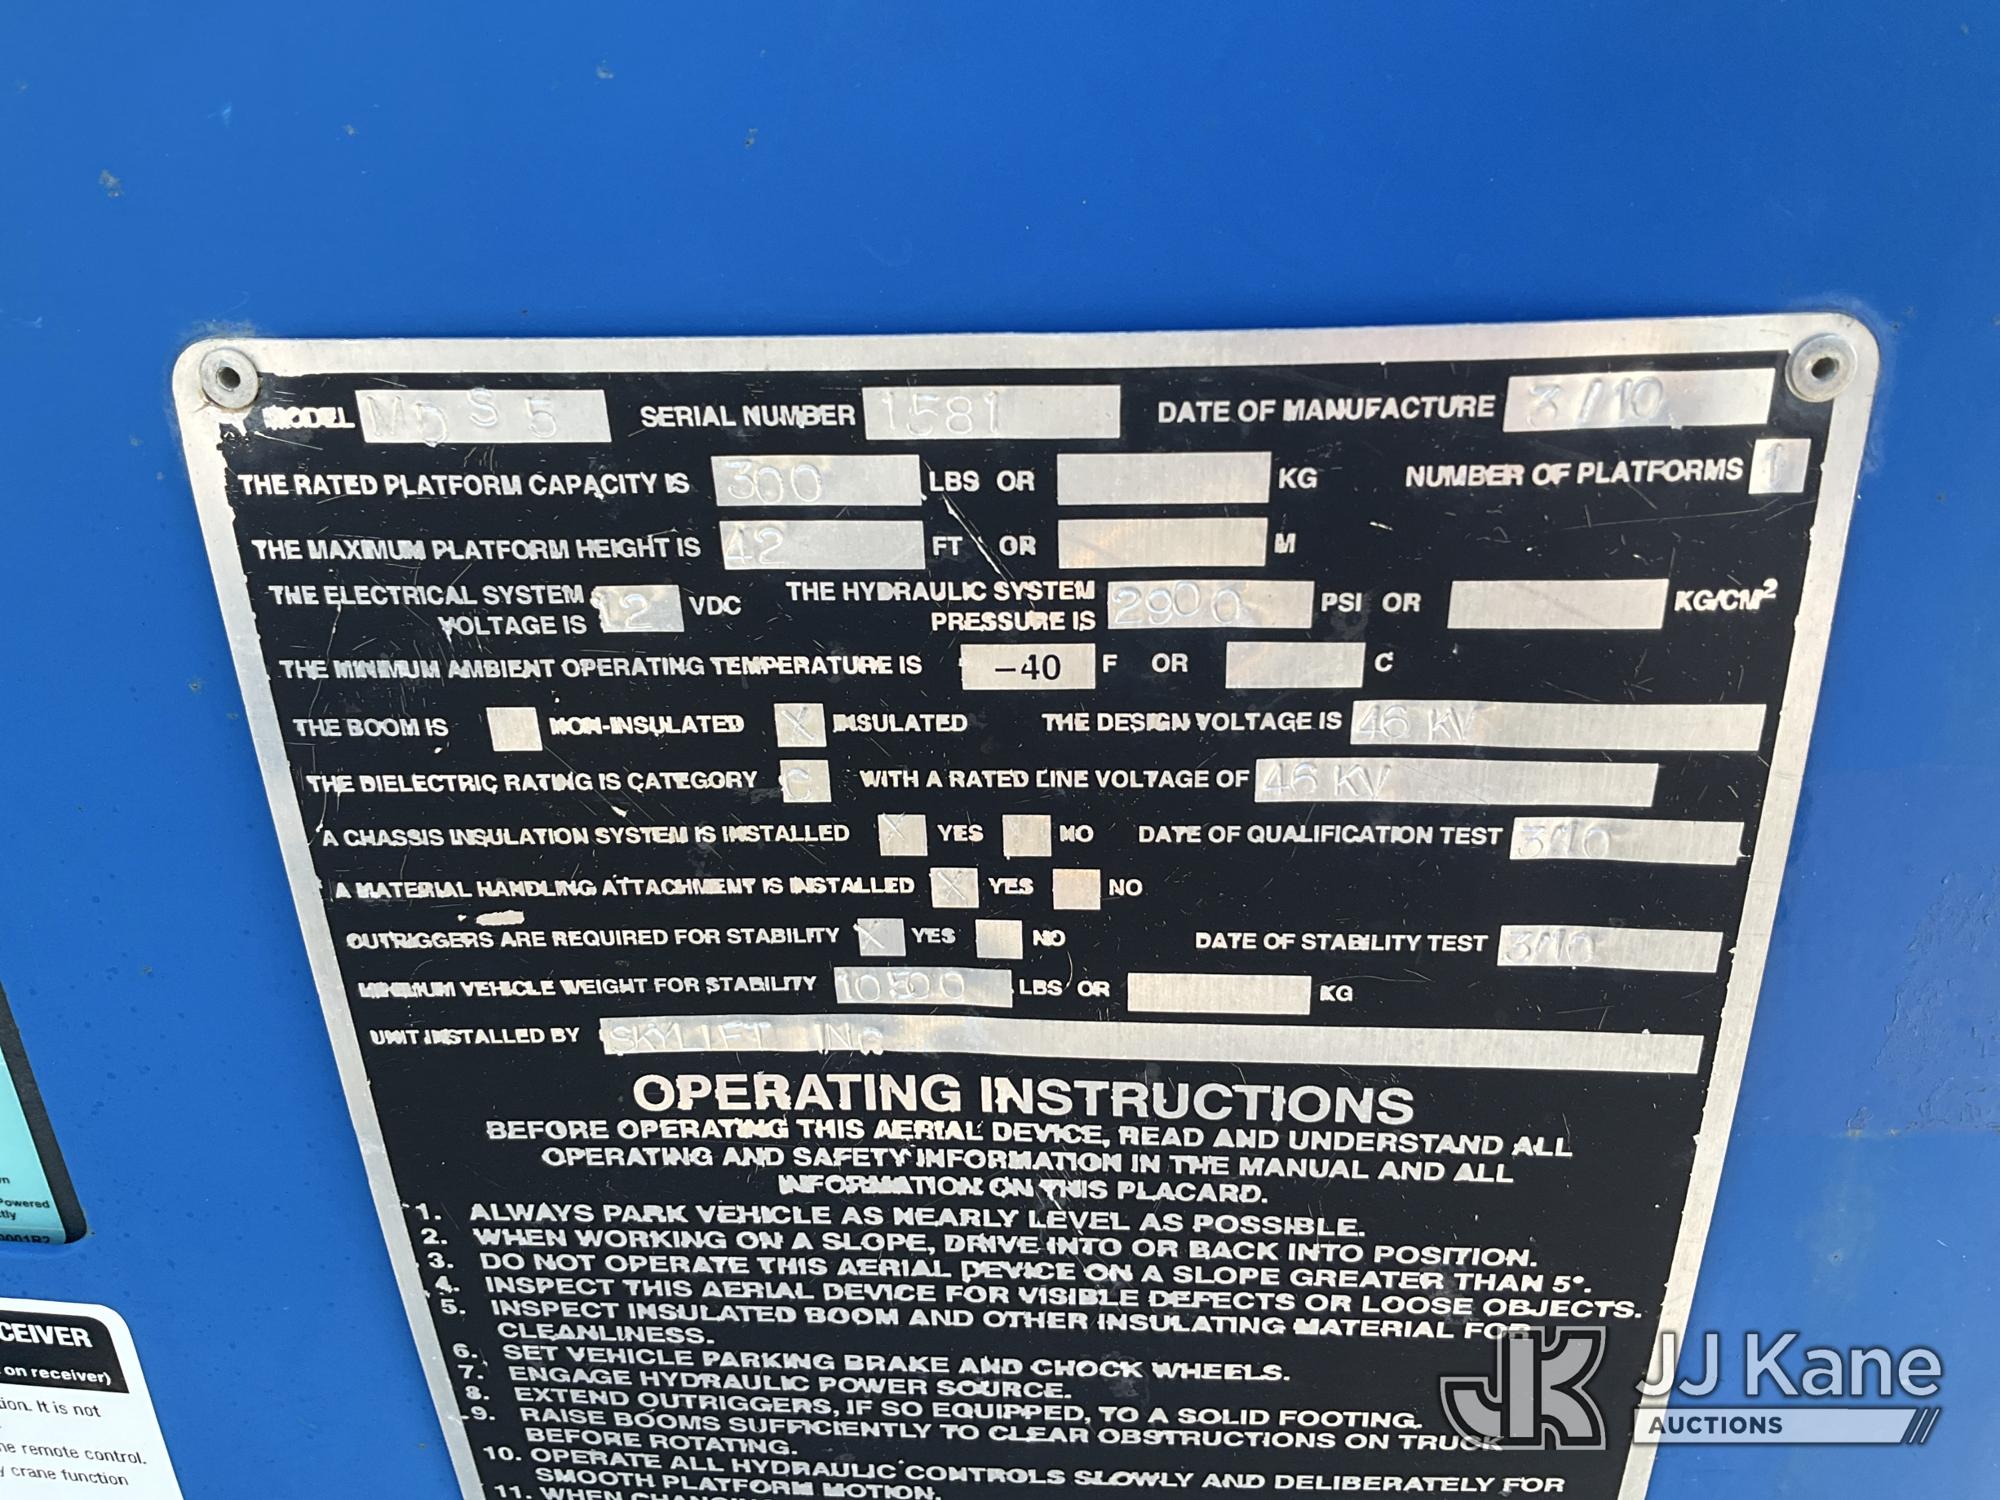 MODEL MDS5 SERIAL NUMBER 1581 DATE OF MANUFACTURE 3/10
THE RATED PLATFORM CAPACITY IS 300 LBS OR KG NUMBER OF PLATFORMS 1
THE MAXIMUM PLATFORM HEIGHT IS 42 FT OR M
THE ELECTRICAL SYSTEM VOLTAGE IS 12 VDC THE HYDRAULIC SYSTEM PRESSURE IS 2900 PSI OR KG/CM²
THE MINIMUM AMBIENT OPERATING TEMPERATURE IS -40 F OR C
THE BOOM IS NON-INSULATED X INSULATED THE DESIGN VOLTAGE IS 46 KV
THE DIELECTRIC RATING IS CATEGORY C WITH A RATED LINE VOLTAGE OF 46 KV
A CHASSIS INSULATION SYSTEM IS INSTALLED X YES NO DATE OF QUALIFICATION TEST 3/10
A MATERIAL HANDLING ATTACHMENT IS INSTALLED X YES NO
OUTRIGGERS ARE REQUIRED FOR STABILITY X YES NO DATE OF STABILITY TEST 3/10
MINIMUM VEHICLE WEIGHT FOR STABILITY 10500 LBS OR KG
UNIT INSTALLED BY SKYLIFT INC
OPERATING INSTRUCTIONS
BEFORE OPERATING THIS AERIAL DEVICE, READ AND UNDERSTAND ALL
OPERATING AND SAFETY INFORMATION IN THE MANUAL AND ALL
INFORMATION ON THIS PLACARD.
1. ALWAYS PARK VEHICLE AS NEARLY LEVEL AS POSSIBLE.
2. WHEN WORKING ON A SLOPE, DRIVE INTO OR BACK INTO POSITION.
3. DO NOT OPERATE THIS AERIAL DEVICE ON A SLOPE GREATER THAN 5°.
4. INSPECT THIS AERIAL DEVICE FOR VISIBLE DEFECTS OR LOOSE OBJECTS.
5. INSPECT INSULATED BOOM AND OTHER INSULATING MATERIAL FOR
CLEANLINESS.
6. SET VEHICLE PARKING BRAKE AND CHOCK WHEELS.
7. ENGAGE HYDRAULIC POWER SOURCE.
8. EXTEND OUTRIGGERS, IF SO EQUIPPED, TO A SOLID FOOTING.
9. RAISE BOOMS SUFFICIENTLY TO CLEAR OBSTRUCTIONS ON TRUCK
BEFORE ROTATING.
10. OPERATE ALL HYDRAULIC CONTROLS SLOWLY AND DELIBERATELY FOR
SMOOTH PLATFORM MOTION.
11. WHEN
Powered
CEIVER
on receiver)
It is not
remote control.
crane function
JK JJ Kane
AUCTIONS